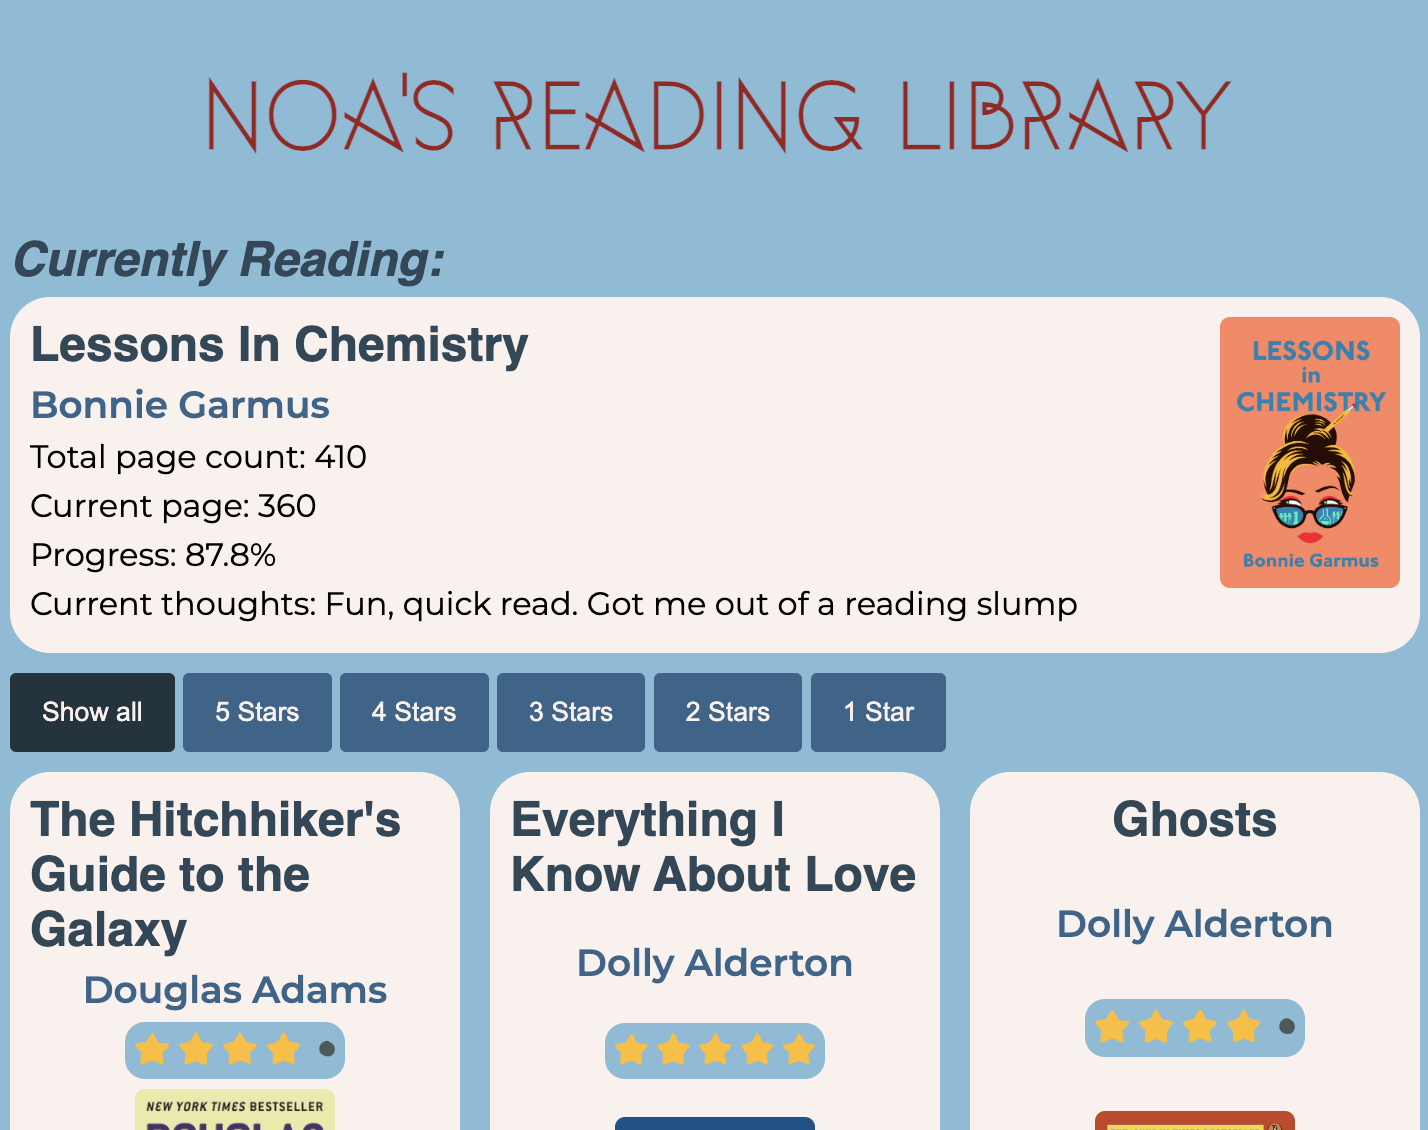 NOA'S READING LIBRARY
Currently Reading:
Lessons In Chemistry
Bonnie Garmus
Total page count: 410
Current page: 360
Progress: 87.8%
Current thoughts: Fun, quick read. Got me out of a reading slump
LESSONS
in
CHEMISTRY
Bonnie Garmus
Show all
5 Stars
4 Stars
3 Stars
2 Stars
1 Star
The Hitchhiker's
Guide to the
Galaxy
Douglas Adams
NEW YORK TIMES BESTSELLER
DOUGLAS
Everything I
Know About Love
Dolly Alderton
Ghosts
Dolly Alderton